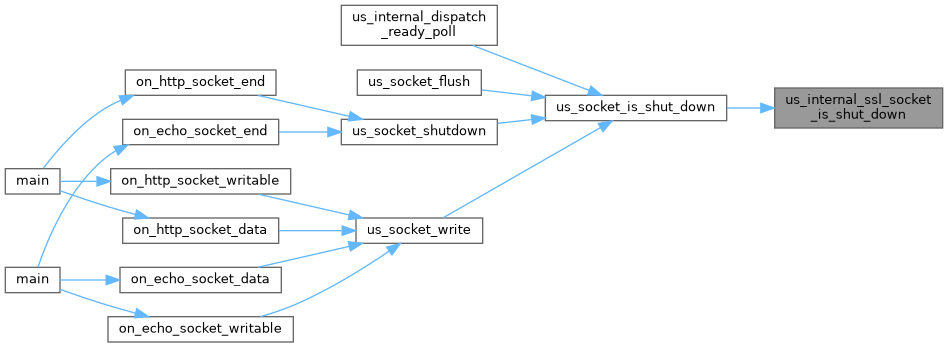 us_internal_dispatch
_ready_poll
on_http_socket_end
us_socket_flush
us_internal_ssl_socket
_is_shut_down
us_socket_is_shut_down
on_echo_socket_end
us_socket_shutdown
main
on_http_socket_writable
on_http_socket_data
us_socket_write
main
on_echo_socket_data
on_echo_socket_writable